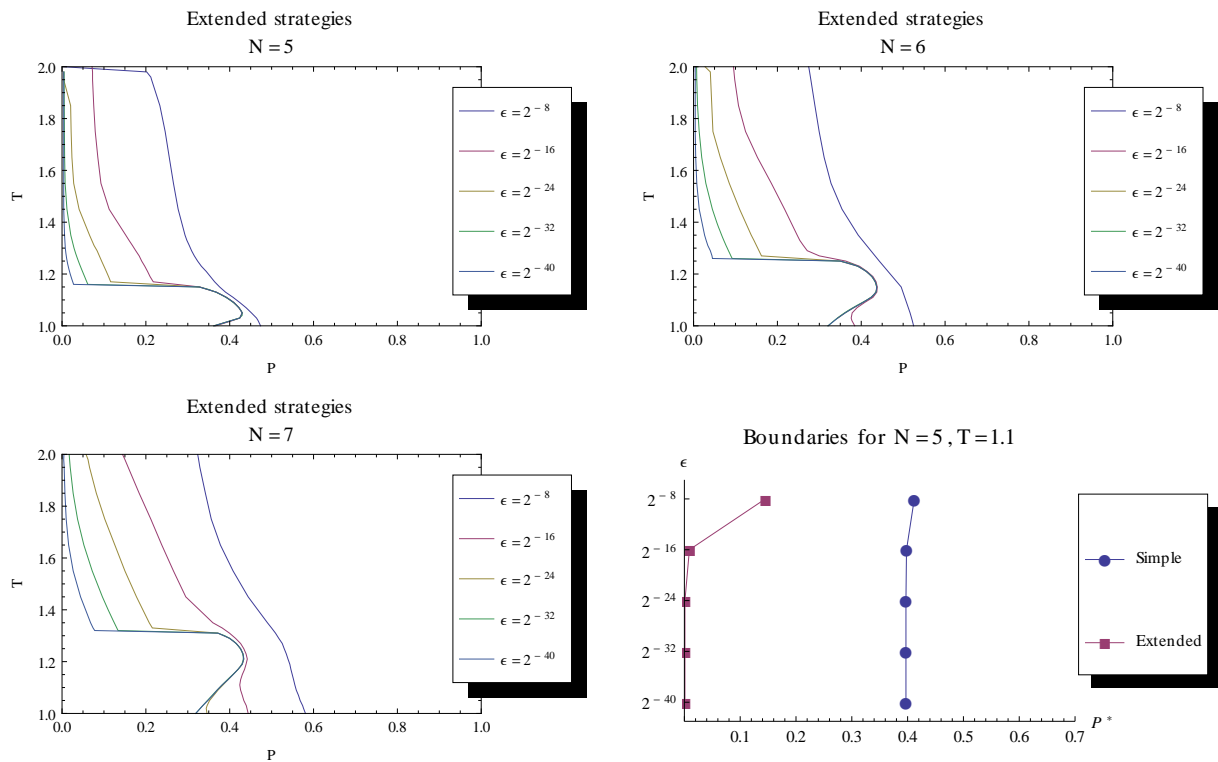 Extended strategies
N = 5
T
2.0
1.8
1.6
1.4
1.2
1.0
0.0 0.2 0.4 0.6 0.8 1.0
P
ϵ = 2^-8
ϵ = 2^-16
ϵ = 2^-24
ϵ = 2^-32
ϵ = 2^-40
Extended strategies
N = 6
T
2.0
1.8
1.6
1.4
1.2
1.0
0.0 0.2 0.4 0.6 0.8 1.0
P
ϵ = 2^-8
ϵ = 2^-16
ϵ = 2^-24
ϵ = 2^-32
ϵ = 2^-40
Extended strategies
N = 7
T
2.0
1.8
1.6
1.4
1.2
1.0
0.0 0.2 0.4 0.6 0.8 1.0
P
ϵ = 2^-8
ϵ = 2^-16
ϵ = 2^-24
ϵ = 2^-32
ϵ = 2^-40
Boundaries for N = 5 , T = 1.1
ϵ
2^-8
2^-16
2^-24
2^-32
2^-40
0.1 0.2 0.3 0.4 0.5 0.6 0.7
P*
Simple
Extended